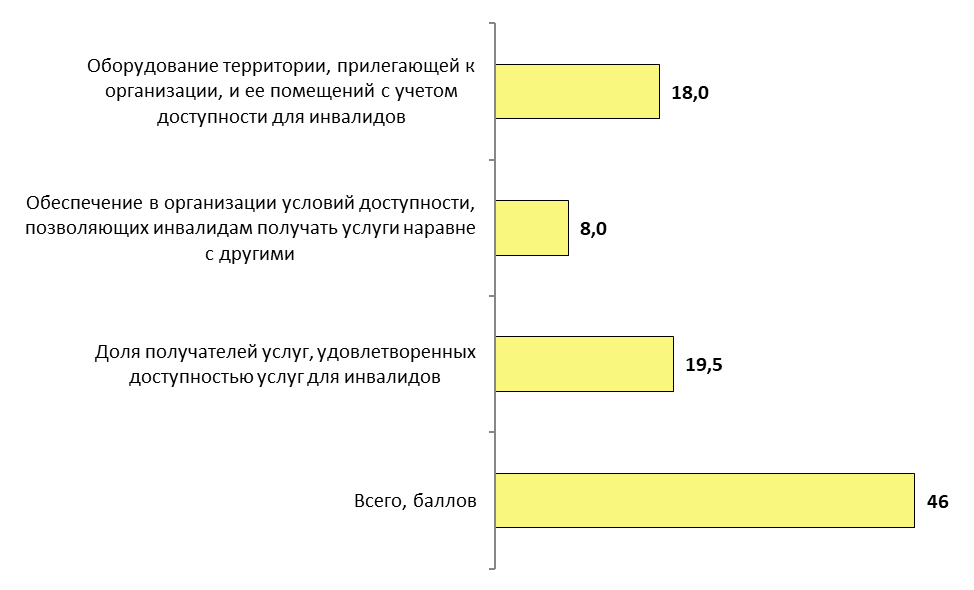 Оборудование территории, прилегающей к
организации, и ее помещений с учетом
доступности для инвалидов
18,0
Обеспечение в организации условий доступности,
позволяющих инвалидам получать услуги наравне
с другими
8,0
Доля получателей услуг, удовлетворенных
доступностью услуг для инвалидов
19,5
Всего, баллов
46